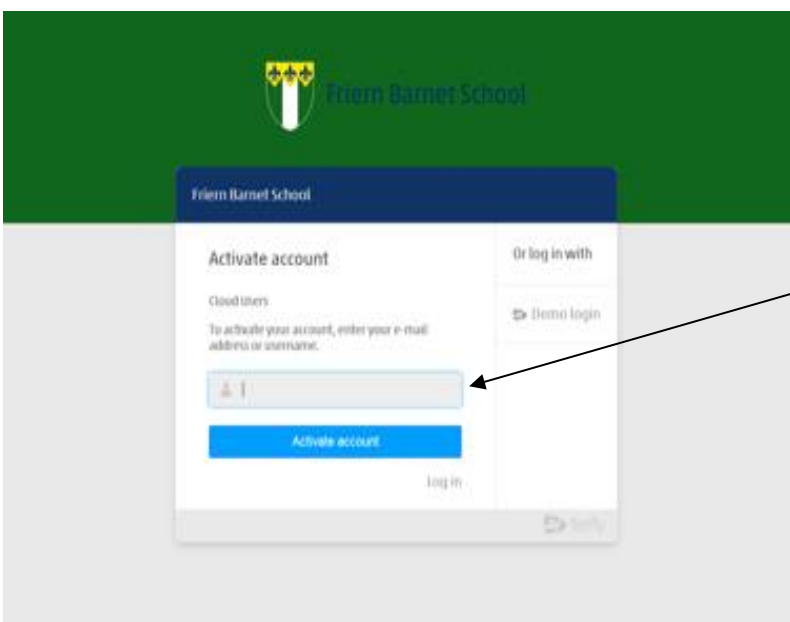 Friern Barnet School
Friern Barnet School
Activate account
Or log in with
Cloud Users
Demo login
To activate your account, enter your e-mail
address or username.
Activate account
Log in